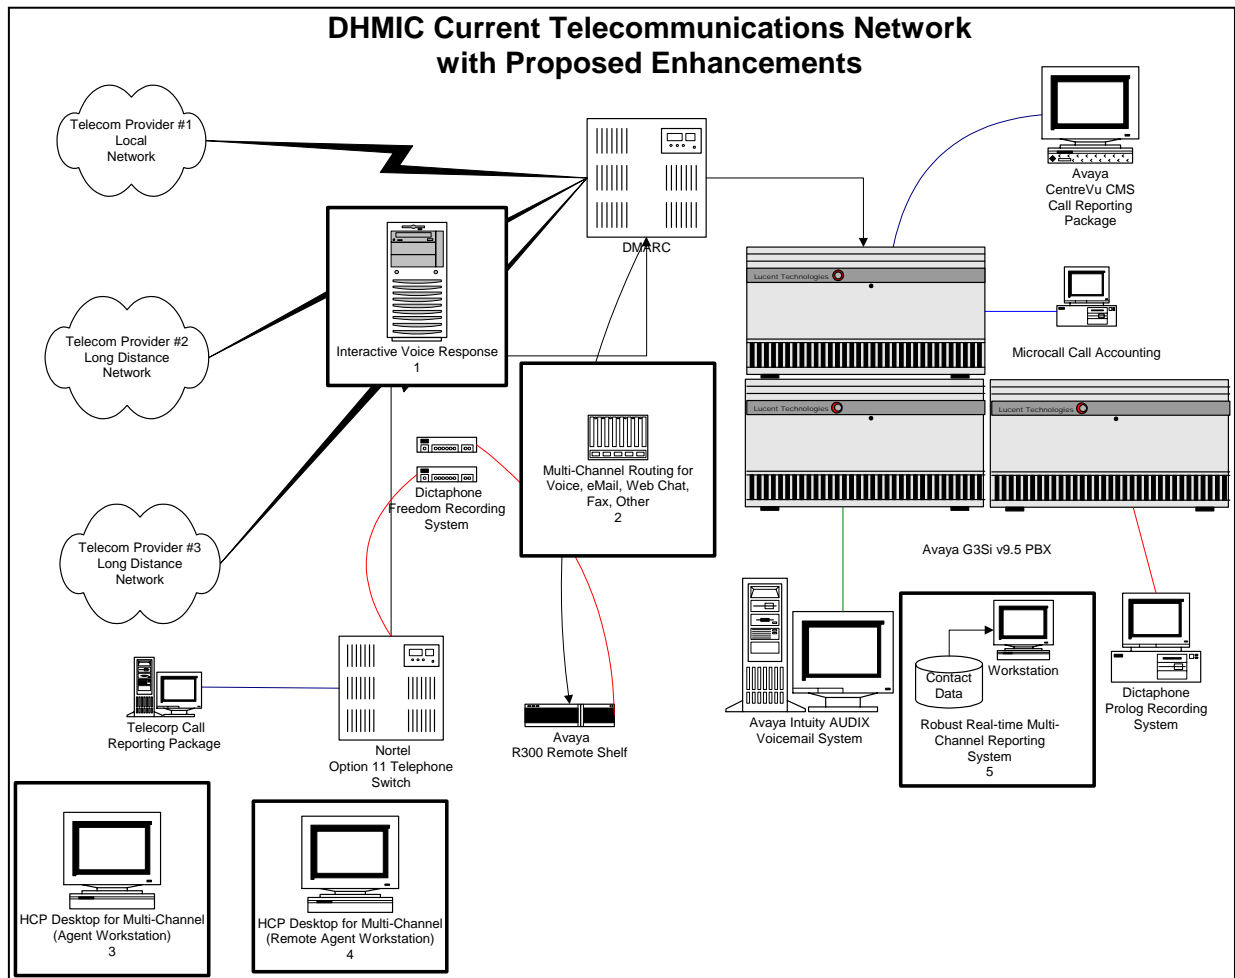 DHMIC Current Telecommunications Network
with Proposed Enhancements
Telecom Provider #1
Local
Network
DMARC
Avaya
CentreVu CMS
Call Reporting
Package
Lucent Technologies
Telecom Provider #2
Long Distance
Network
Interactive Voice Response
1
Microcall Call Accounting
Lucent Technologies
Lucent Technologies
Multi-Channel Routing for
Voice, eMail, Web Chat,
Fax, Other
2
Dictaphone
Freedom Recording
System
Telecom Provider #3
Long Distance
Network
Avaya G3Si v9.5 PBX
Contact
Data
Workstation
Robust Real-time Multi-
Channel Reporting
System
5
Dictaphone
Prolog Recording
System
Avaya Intuity AUDIX
Voicemail System
Telecorp Call
Reporting Package
Nortel
Option 11 Telephone
Switch
Avaya
R300 Remote Shelf
HCP Desktop for Multi-Channel
(Agent Workstation)
3
HCP Desktop for Multi-Channel
(Remote Agent Workstation)
4